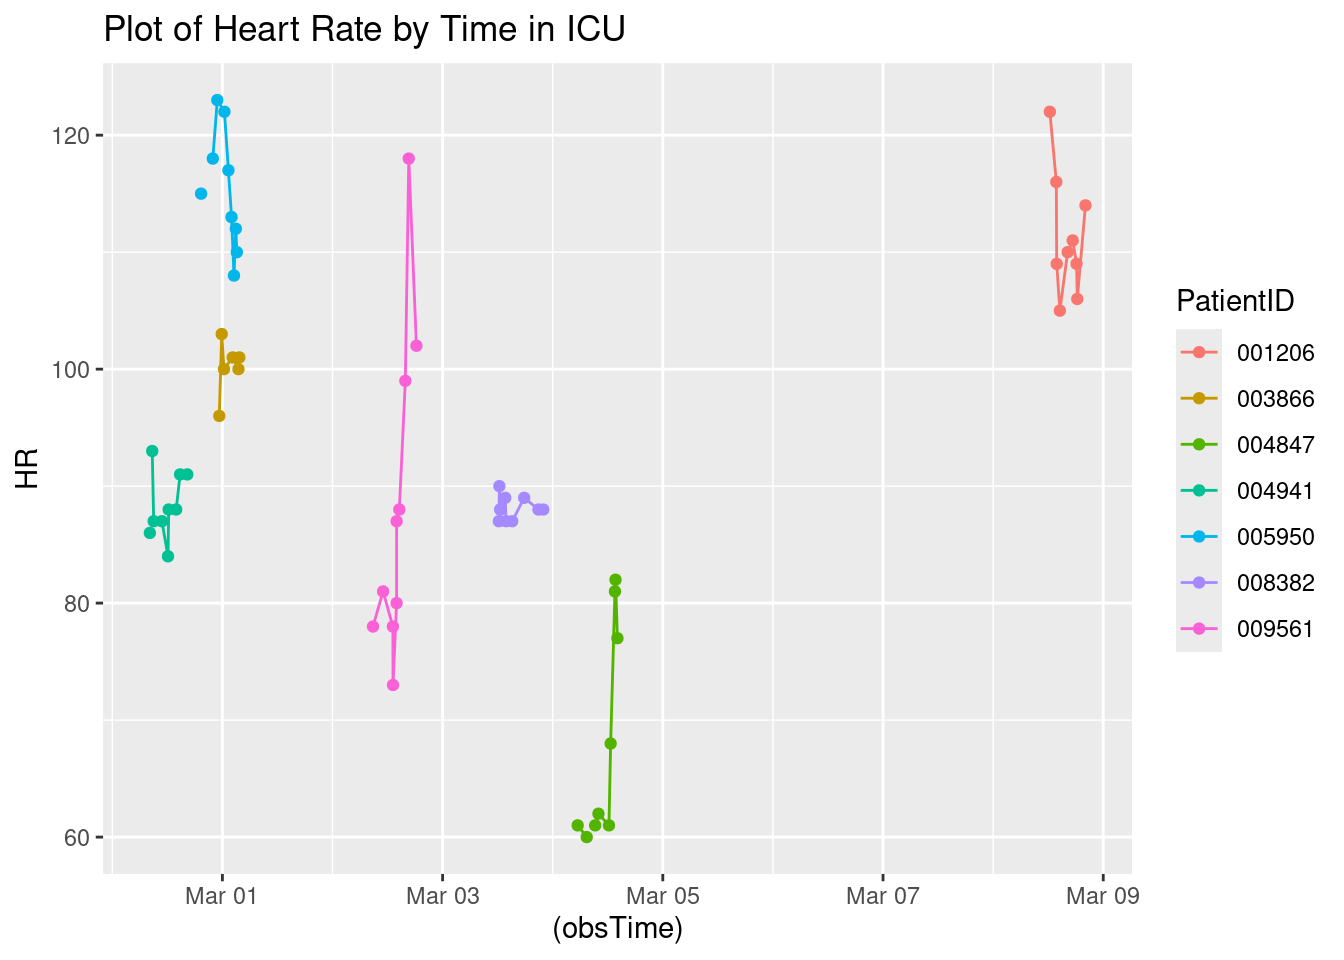 Plot of Heart Rate by Time in ICU
120
100
80
60
HR
Mar 01
Mar 03
Mar 05
Mar 07
Mar 09
(obsTime)
PatientID
001206
003866
004847
004941
005950
008382
009561